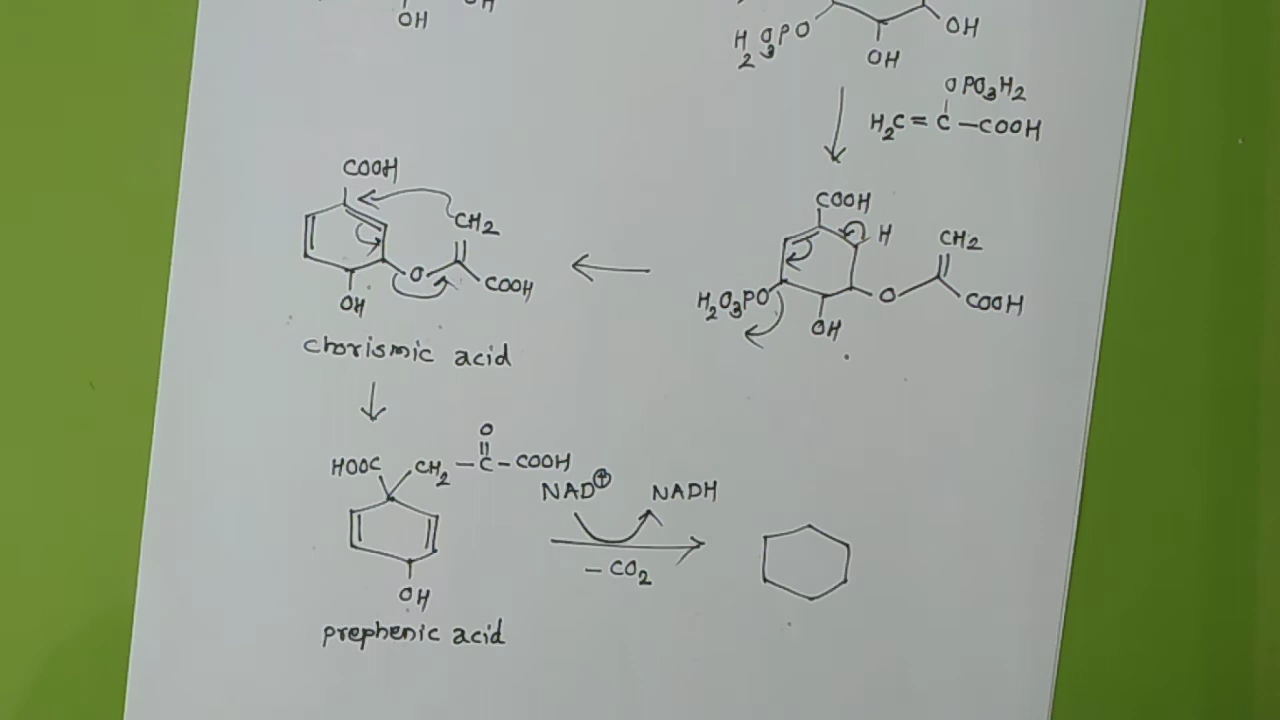 OH
OH
H2O3PO
OH
OH
OPO3H2
H2C=C-COOH
COOH
CH2
O
COOH
OH
chorismic acid
COOH
H
CH2
H2O3PO
O
COOH
OH
HOOC CH2-C-COOH
O
OH
prephenic acid
NAD⊕ NADH
-CO2